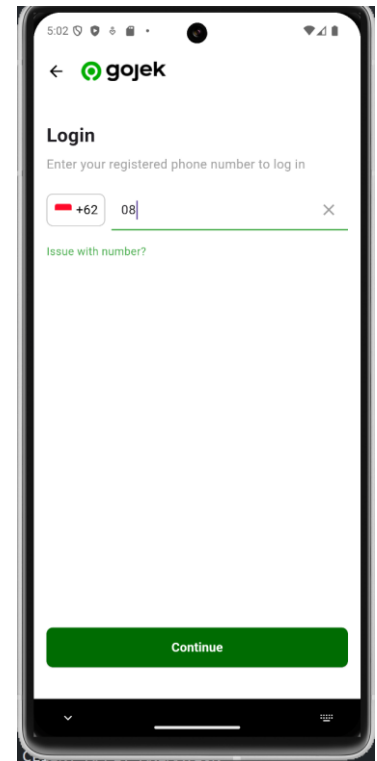 5:02
gojek
Login
Enter your registered phone number to log in
+62 08
Issue with number?
Continue